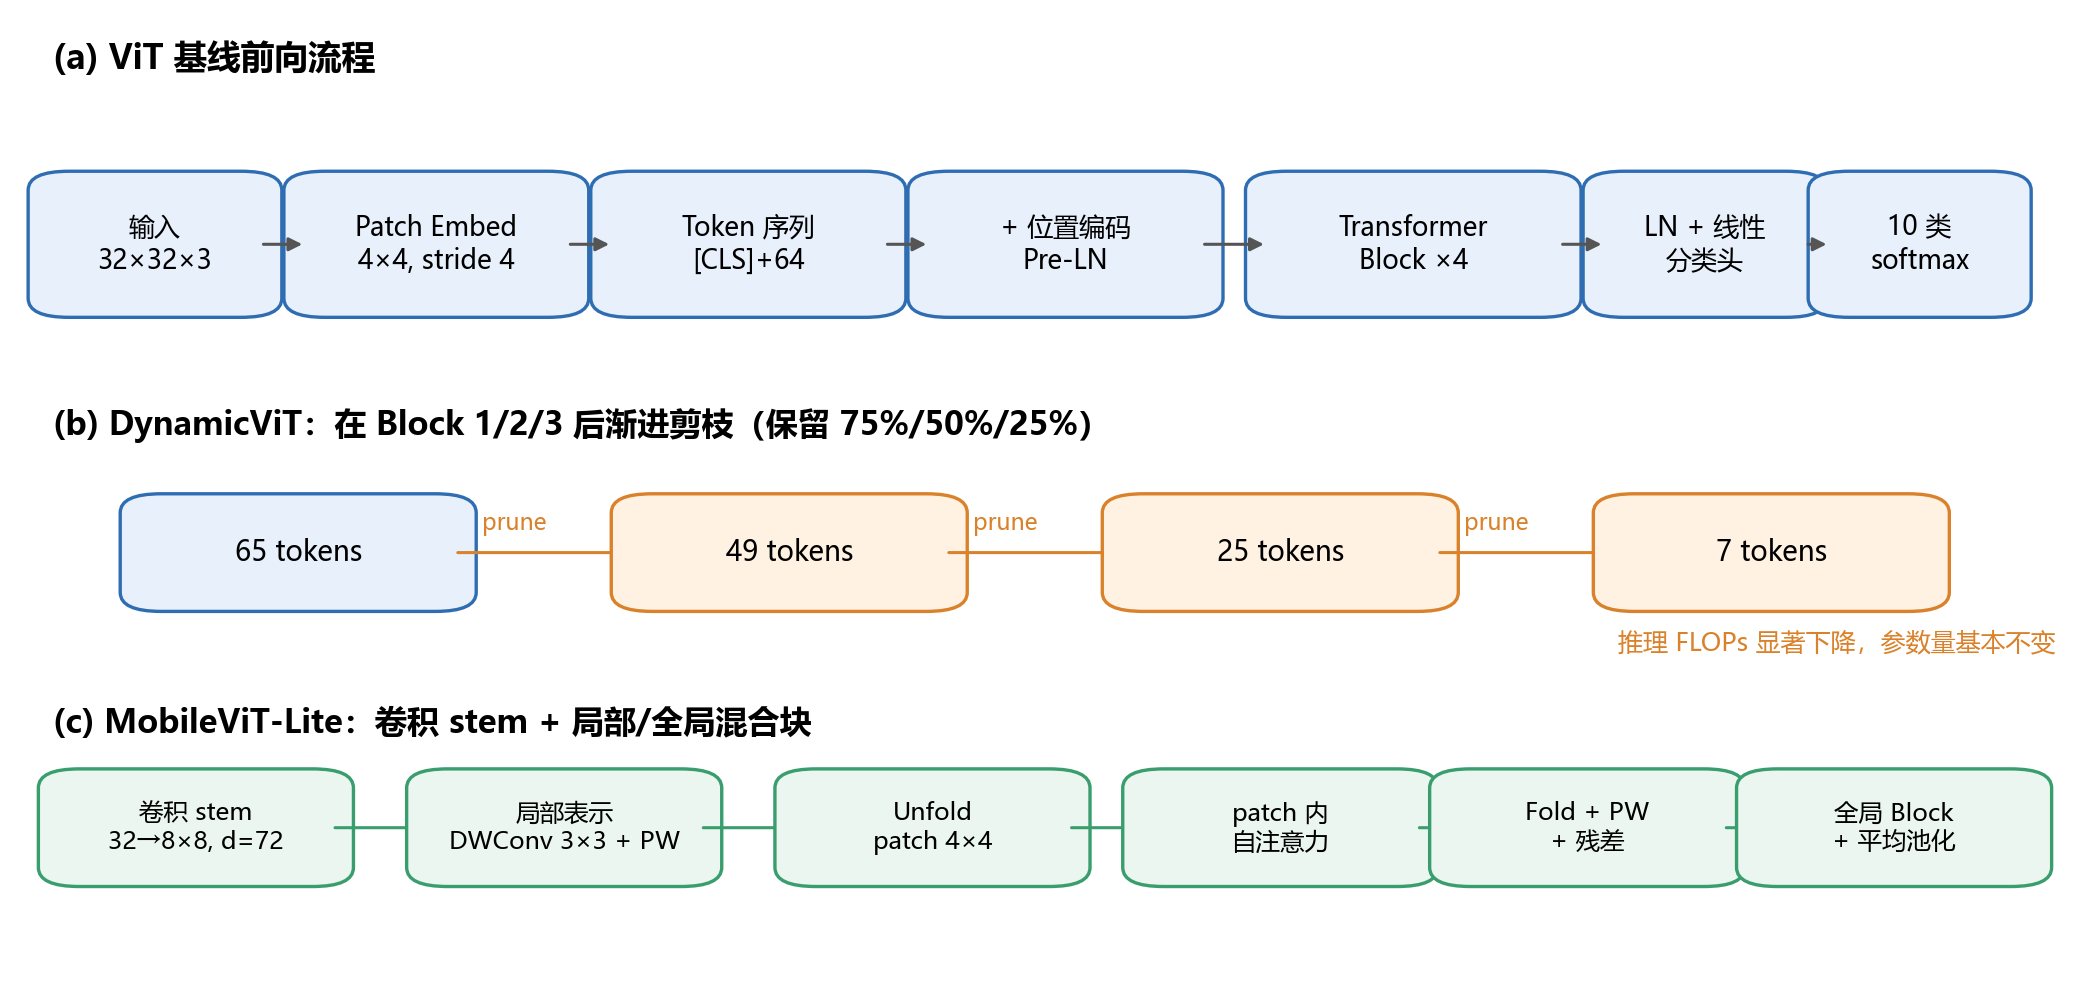 (a) ViT 基线前向流程
输入
32×32×3
Patch Embed
4×4, stride 4
Token 序列
[CLS]+64
+ 位置编码
Pre-LN
Transformer
Block ×4
LN + 线性
分类头
10 类
softmax
(b) DynamicViT：在 Block 1/2/3 后渐进剪枝（保留 75%/50%/25%）
65 tokens
prune
49 tokens
prune
25 tokens
prune
7 tokens
推理 FLOPs 显著下降，参数量基本不变
(c) MobileViT-Lite：卷积 stem + 局部/全局混合块
卷积 stem
32→8×8, d=72
局部表示
DWConv 3×3 + PW
Unfold
patch 4×4
patch 内
自注意力
Fold + PW
+ 残差
全局 Block
+ 平均池化